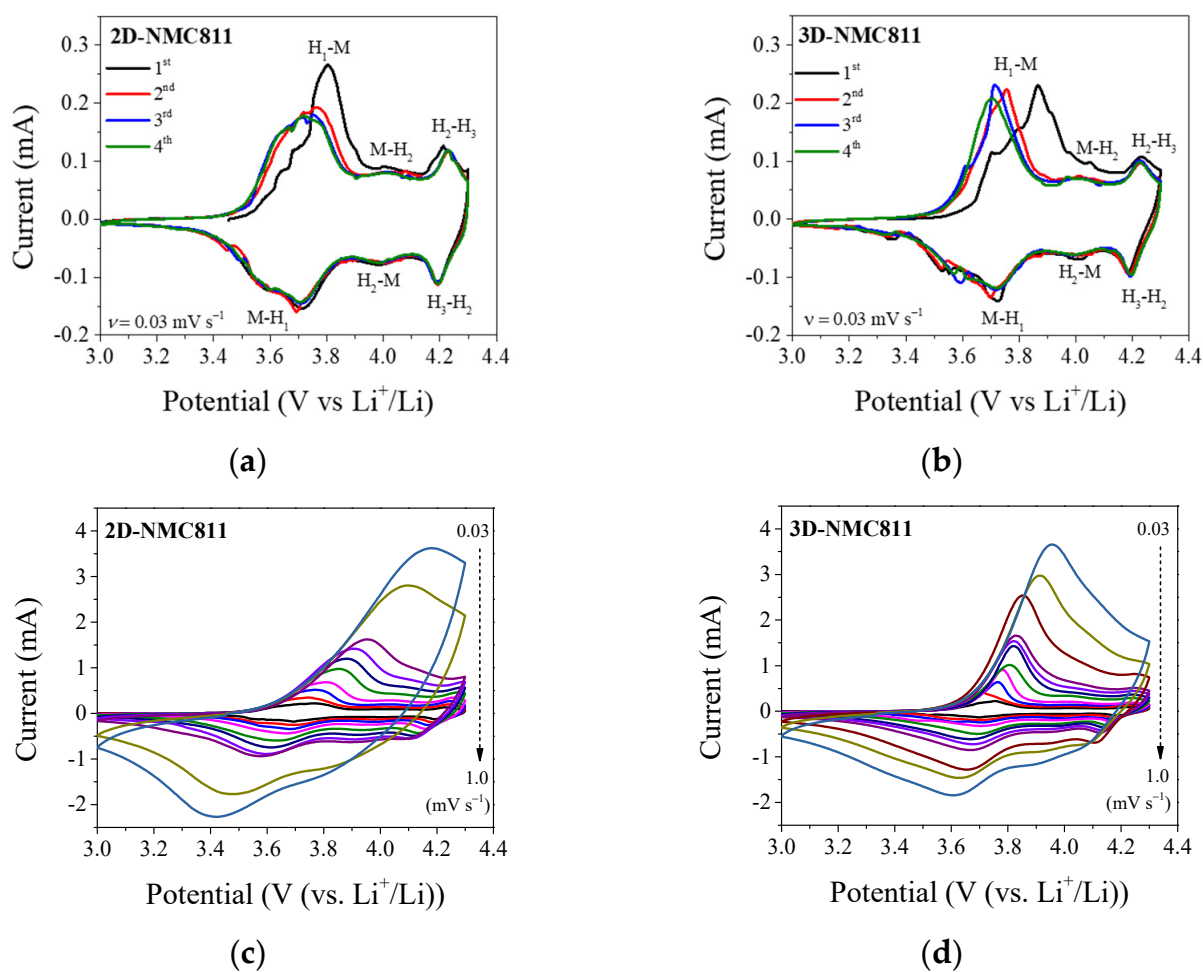 2D-NMC811
1st
2nd
3rd
4th
H1-M
M-H2
H2-H3
H2-M
M-H1
H3-H2
ν = 0.03 mV s−1
0.3
0.2
0.1
0.0
-0.1
-0.2
3.0 3.2 3.4 3.6 3.8 4.0 4.2 4.4
Current (mA)
Potential (V vs Li+/Li)
(a)
3D-NMC811
1st
2nd
3rd
4th
H1-M
M-H2
H2-H3
H2-M
M-H1
H3-H2
ν = 0.03 mV s−1
0.3
0.2
0.1
0.0
-0.1
-0.2
3.0 3.2 3.4 3.6 3.8 4.0 4.2 4.4
Current (mA)
Potential (V vs Li+/Li)
(b)
2D-NMC811
0.03
1.0
(mV s−1)
4
3
2
1
0
-1
-2
3.0 3.2 3.4 3.6 3.8 4.0 4.2 4.4
Current (mA)
Potential (V (vs. Li+/Li))
(c)
3D-NMC811
0.03
1.0
(mV s−1)
4
3
2
1
0
-1
-2
3.0 3.2 3.4 3.6 3.8 4.0 4.2 4.4
Current (mA)
Potential (V (vs. Li+/Li))
(d)